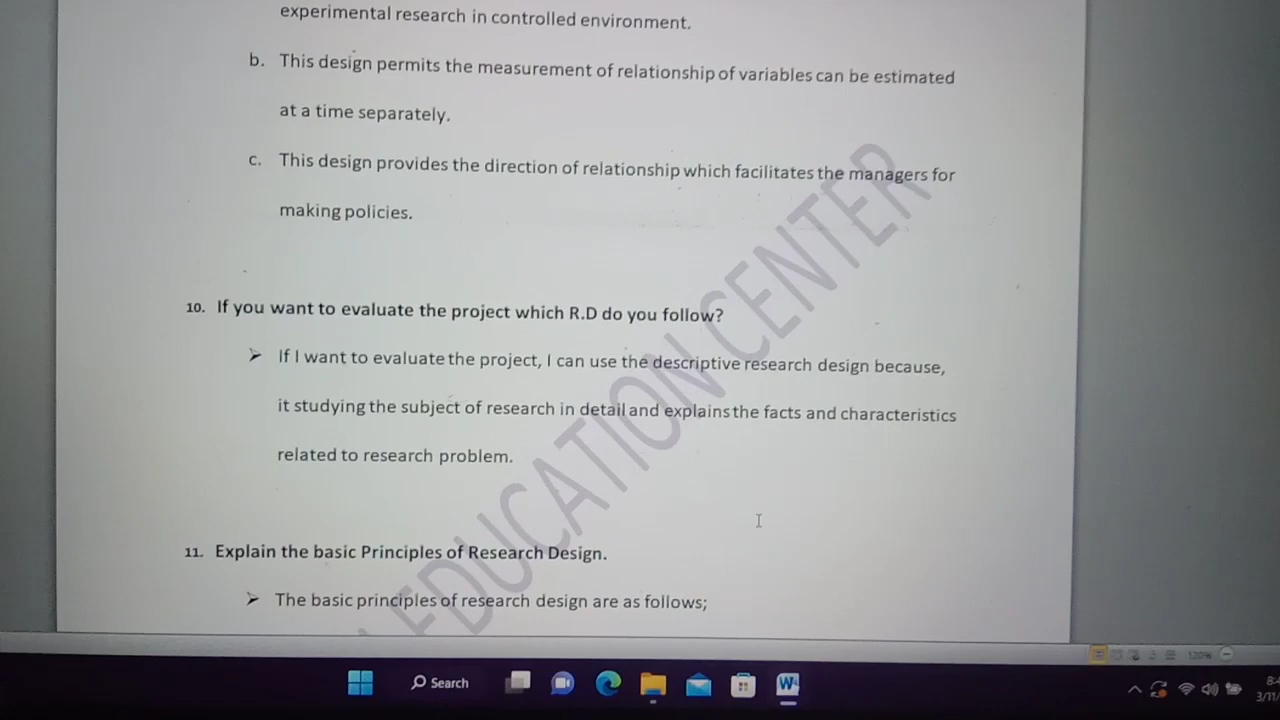 experimental research in controlled environment.
b. This design permits the measurement of relationship of variables can be estimated
at a time separately.
c. This design provides the direction of relationship which facilitates the managers for
making policies.
10. If you want to evaluate the project which R.D do you follow?
➢ If I want to evaluate the project, I can use the descriptive research design because,
it studying the subject of research in detail and explains the facts and characteristics
related to research problem.
11. Explain the basic Principles of Research Design.
➢ The basic principles of research design are as follows;
EDUCATION CENTER
120%
Search
W